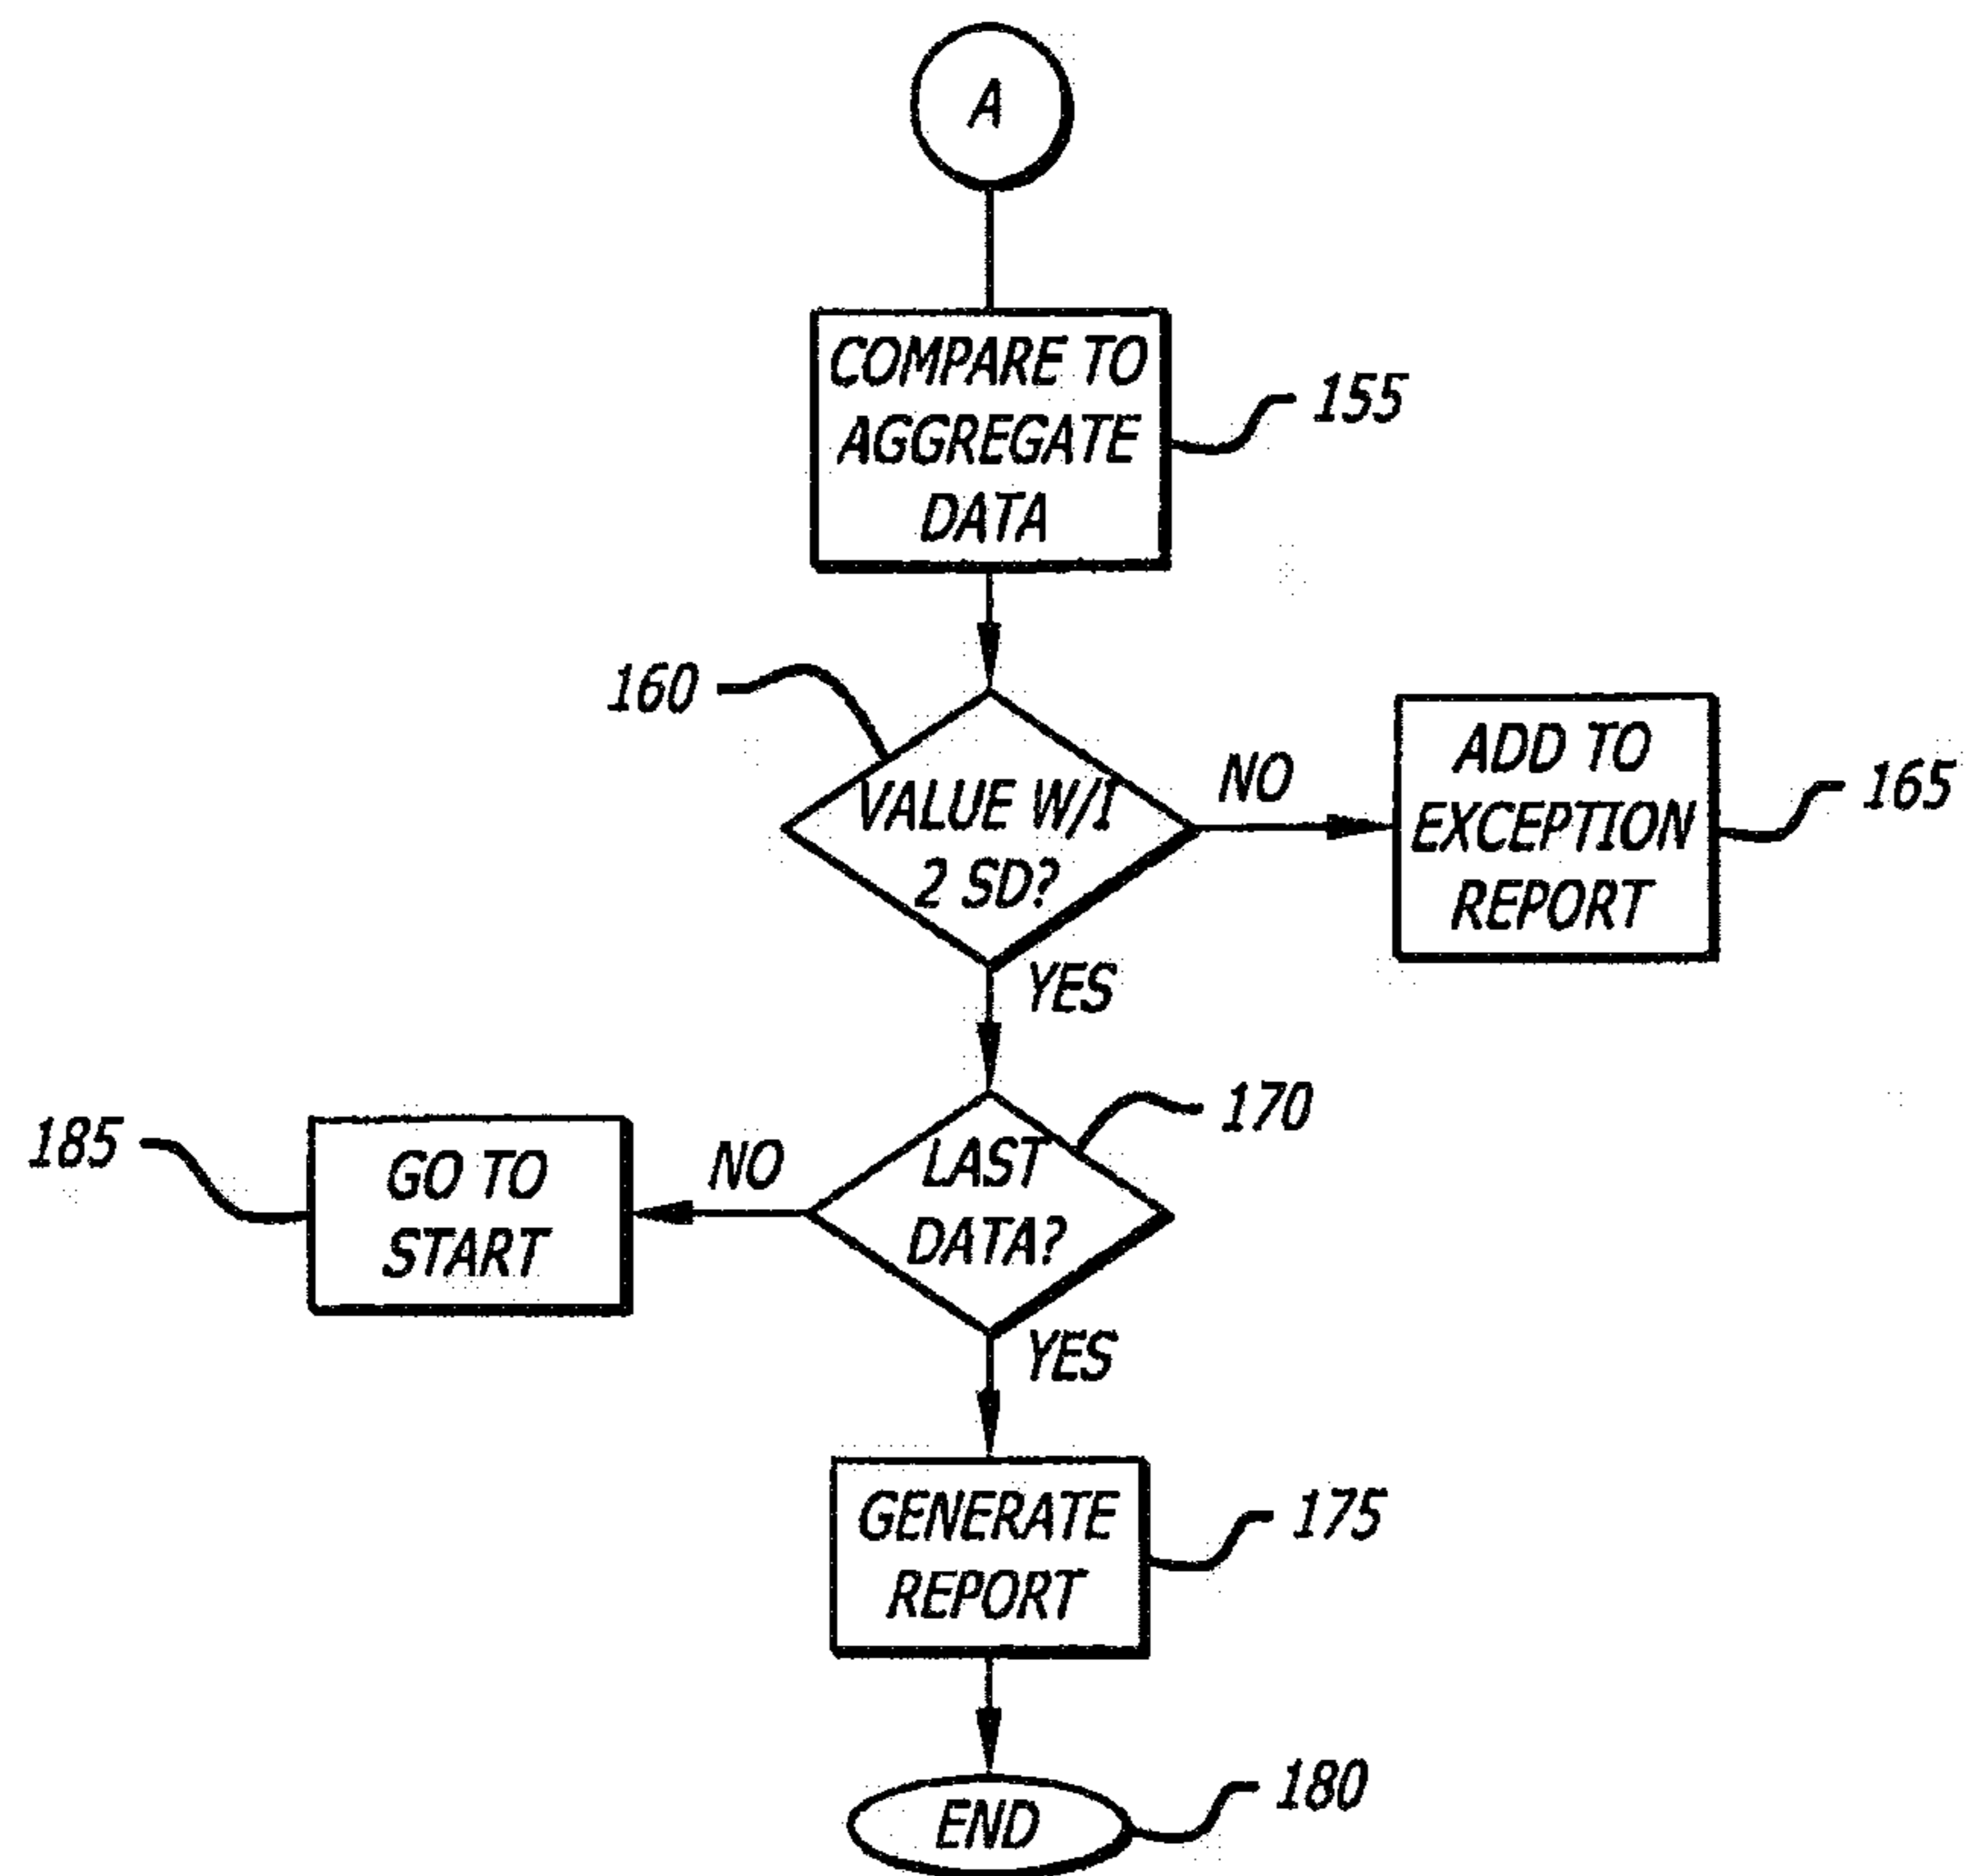 A
COMPARE TO
AGGREGATE
DATA
155
160
VALUE W/I
2 SD?
NO
ADD TO
EXCEPTION
REPORT
165
YES
185
GO TO
START
NO
LAST
DATA?
170
YES
GENERATE
REPORT
175
END
180